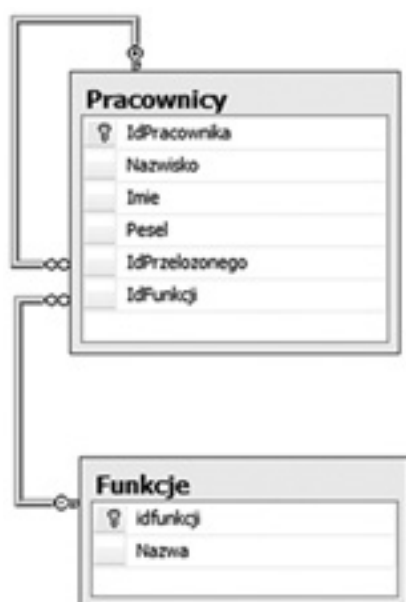 Pracownicy
IdPracownika
Nazwisko
Imie
Pesel
IdPrzelozonego
IdFunkcji
Funkcje
idfunkcji
Nazwa